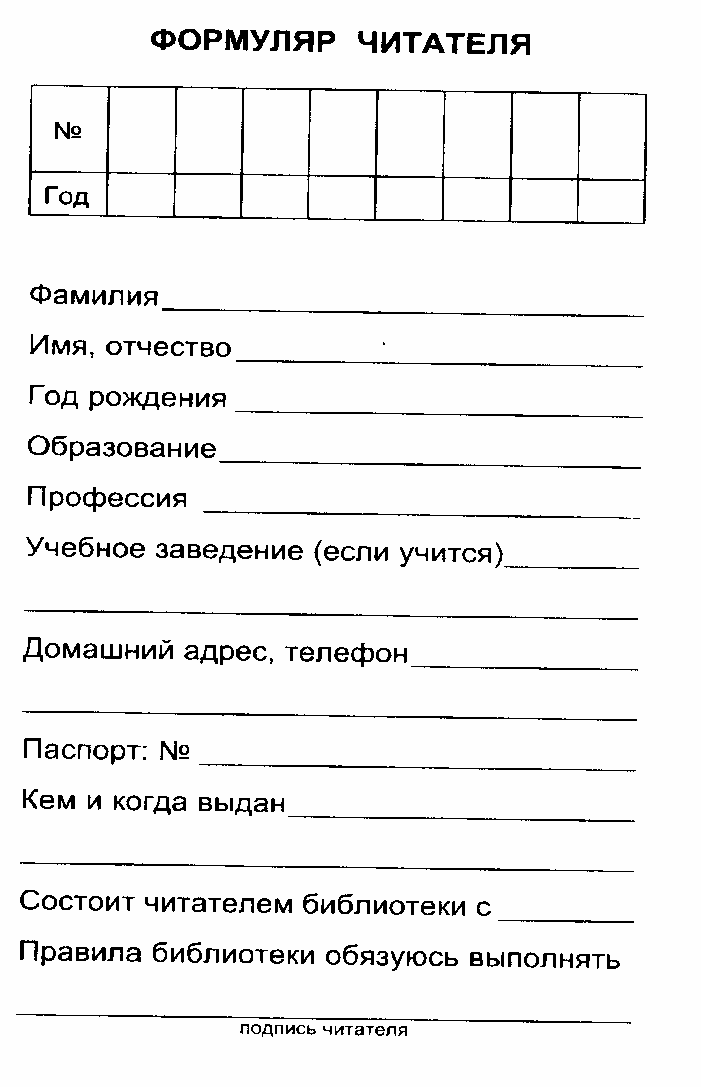 ФОРМУЛЯР ЧИТАТЕЛЯ
№
Год
Фамилия
Имя, отчество
Год рождения
Образование
Профессия
Учебное заведение (если учится)
Домашний адрес, телефон
Паспорт: №
Кем и когда выдан
Состоит читателем библиотеки с
Правила библиотеки обязуюсь выполнять
подпись читателя